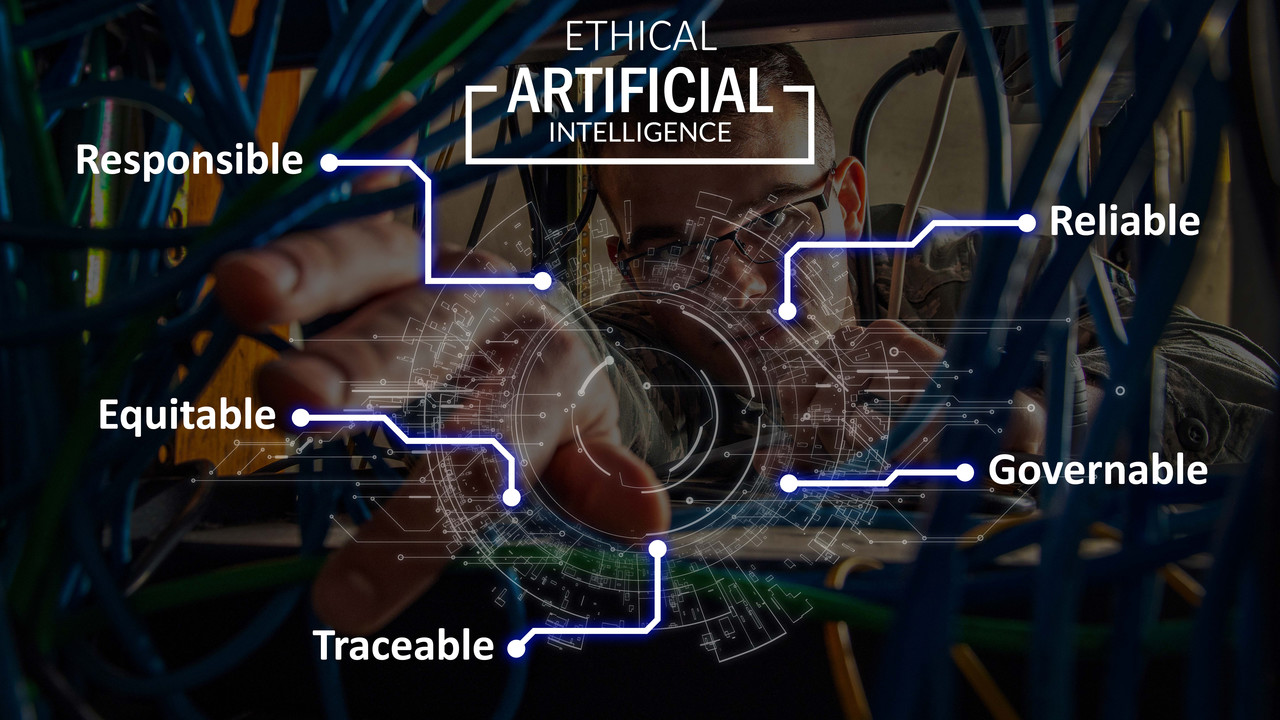 ETHICAL
ARTIFICIAL
INTELLIGENCE
Responsible
Reliable
Equitable
Governable
Traceable